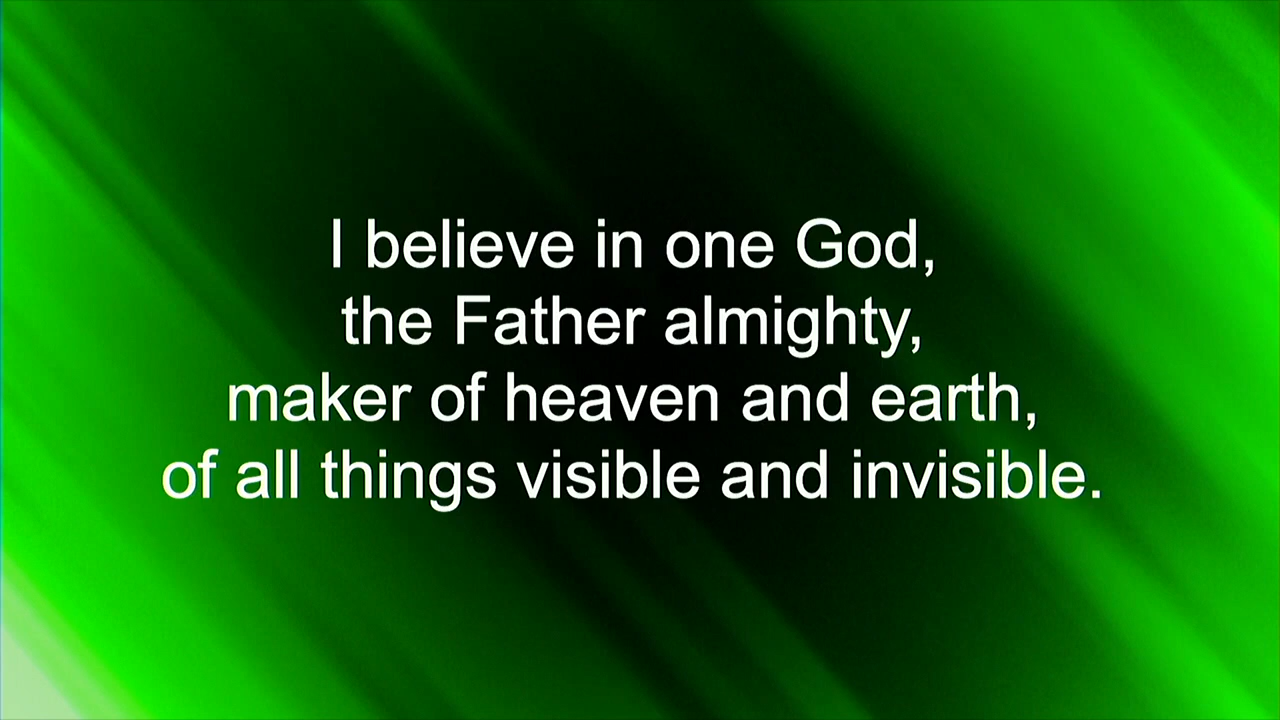 I believe in one God,
the Father almighty,
maker of heaven and earth,
of all things visible and invisible.